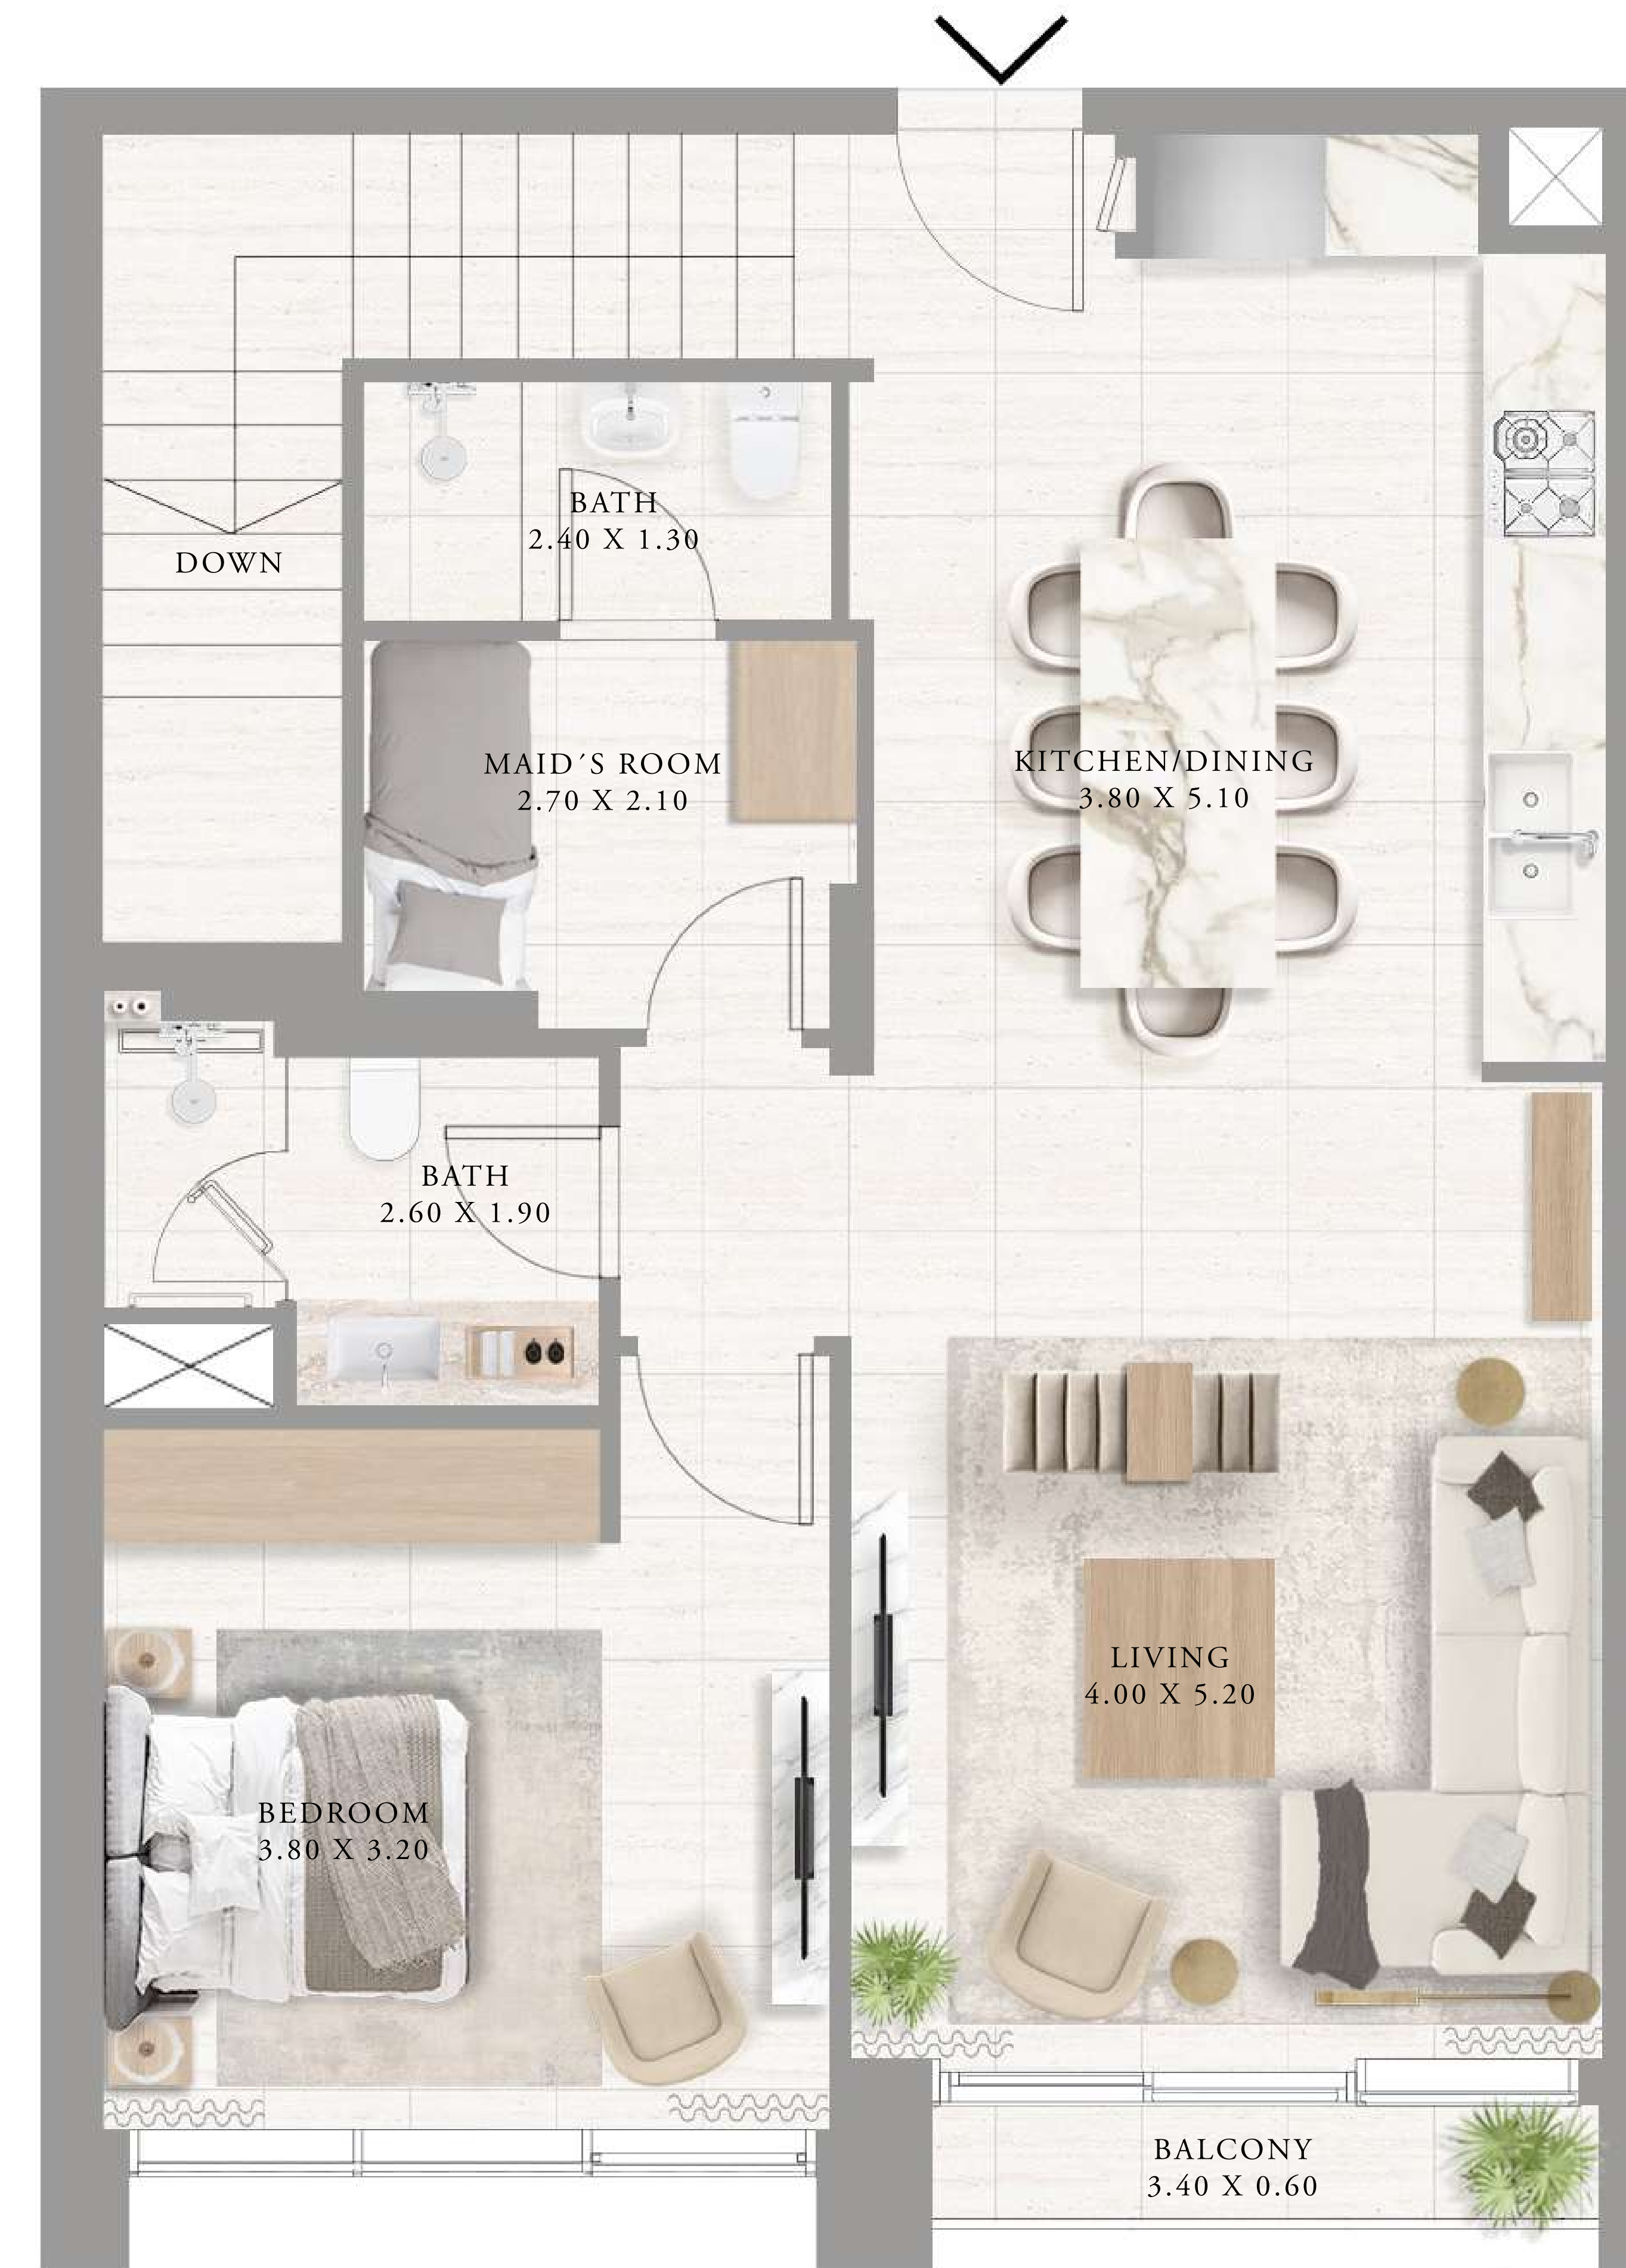 BATH
2.40 X 1.30
DOWN
MAID´S ROOM
2.70 X 2.10
KITCHEN/DINING
3.80 X 5.10
BATH
2.60 X 1.90
LIVING
4.00 X 5.20
BEDROOM
3.80 X 3.20
BALCONY
3.40 X 0.60